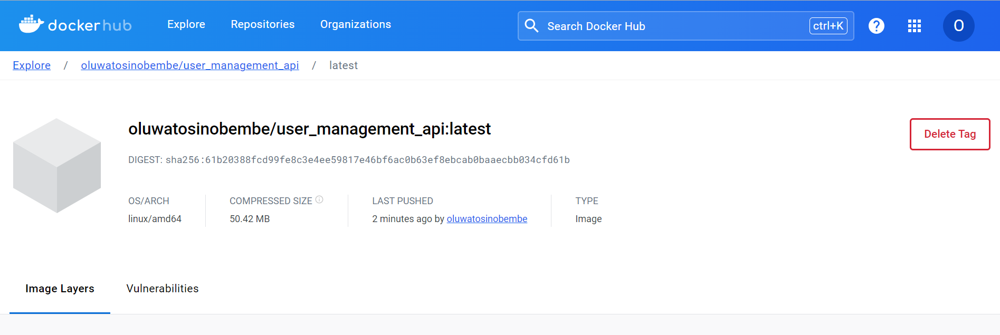 dockerhub Explore Repositories Organizations Search Docker Hub ctrl+K ? O
Explore / oluwatosinobembe/user_management_api / latest
oluwatosinobembe/user_management_api:latest
Delete Tag
DIGEST: sha256:61b20388fcd99fe8c3e4ee59817e46bf6ac0b63ef8ebcab0baaecbb034cfd61b
OS/ARCH COMPRESSED SIZE LAST PUSHED TYPE
linux/amd64 50.42 MB 2 minutes ago by oluwatosinobembe Image
Image Layers Vulnerabilities